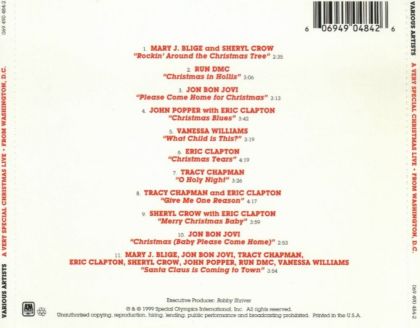 6 06949 04842 6
1 MARY J. BLIGE and SHERYL CROW
"Rockin' Around the Christmas Tree" 2:35
2. RUN DMC
"Christmas in Hollis" 3:06
3. JON BON JOVI
"Please Come Home for Christmas" 3:13
4. JOHN POPPER with ERIC CLAPTON
"Christmas Blues" 3:42
5. VANESSA WILLIAMS
"What Child is This?" 3:19
6. ERIC CLAPTON
"Christmas Tears" 4:19
7. TRACY CHAPMAN
"O Holy Night" 3:26
8. TRACY CHAPMAN and ERIC CLAPTON
"Give Me One Reason" 4:17
9. SHERYL CROW with ERIC CLAPTON
"Merry Christmas Baby" 3:59
10. JON BON JOVI
"Christmas (Baby Please Come Home)" 2:53
11. MARY J. BLIGE, JON BON JOVI, TRACY CHAPMAN,
ERIC CLAPTON, SHERYL CROW, JOHN POPPER, RUN DMC, VANESSA WILLIAMS
"Santa Claus is Coming to Town" 3:54
Executive Producer: Bobby Shriver
℗ & © 1999 Special Olympics International, Inc. All rights reserved.
Unauthorized copying, reproduction, hiring, lending, public performance and broadcasting prohibited. Printed in the U.S.A.
A&M
VARIOUS ARTISTS A VERY SPECIAL CHRISTMAS LIVE - FROM WASHINGTON, D.C. 069 490 484-2
VARIOUS ARTISTS A VERY SPECIAL CHRISTMAS LIVE - FROM WASHINGTON, D.C. 069 490 484-2